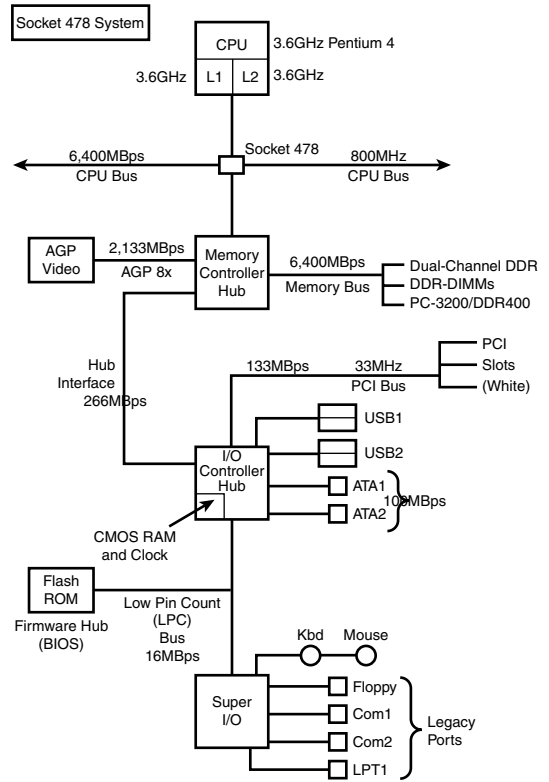 Socket 478 System
CPU
3.6GHz Pentium 4
3.6GHz
L1
L2
3.6GHz
Socket 478
6,400MBps
CPU Bus
800MHz
CPU Bus
AGP
Video
2,133MBps
AGP 8x
Memory
Controller
Hub
6,400MBps
Memory Bus
Dual-Channel DDR
DDR-DIMMs
PC-3200/DDR400
Hub
Interface
266MBps
133MBps
33MHz
PCI Bus
PCI
Slots
(White)
USB1
USB2
I/O
Controller
Hub
ATA1
ATA2
CMOS RAM
and Clock
Flash
ROM
Firmware Hub
(BIOS)
Low Pin Count
(LPC)
Bus
16MBps
Kbd
Mouse
Super
I/O
Floppy
Com1
Com2
LPT1
Legacy
Ports